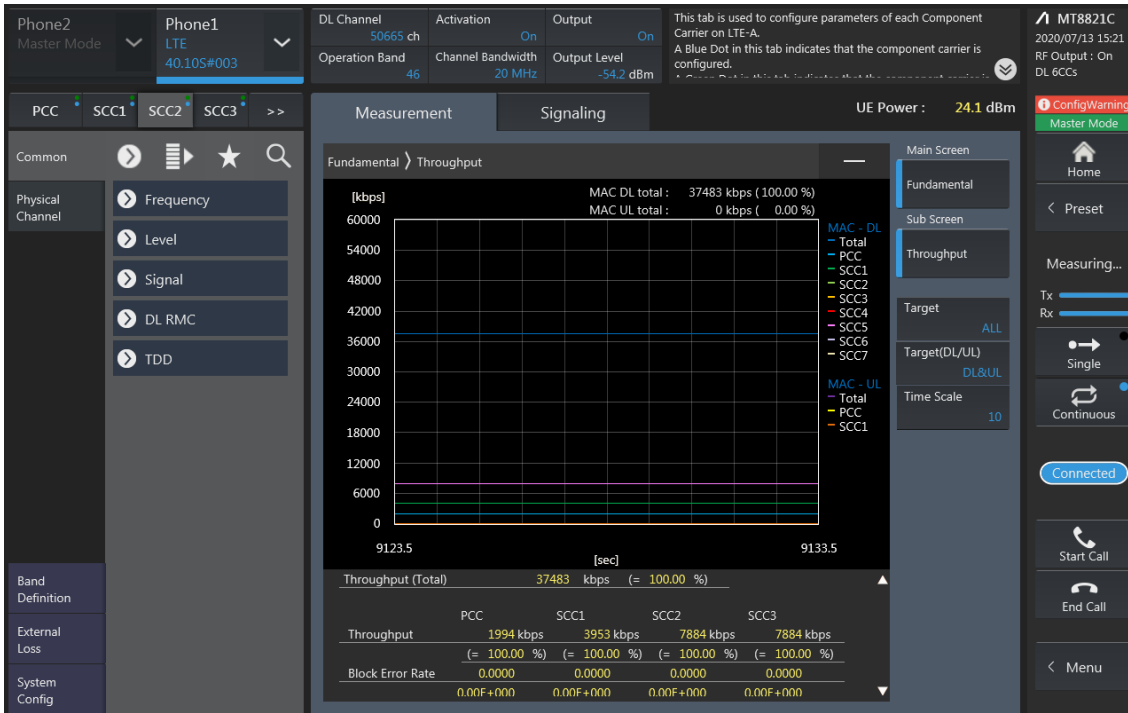 Phone2
Master Mode
Phone1
LTE
40.10S#003
DL Channel
50665 ch
Operation Band
46
Activation
On
Channel Bandwidth
20 MHz
Output
On
Output Level
-54.2 dBm
This tab is used to configure parameters of each Component
Carrier on LTE-A.
A Blue Dot in this tab indicates that the component carrier is
configured.
A Green Dot in this tab indicates that the component carrier is
MT8821C
2020/07/13 15:21
RF Output : On
DL 6CCs
ConfigWarning
Master Mode
PCC SCC1 SCC2 SCC3 >>
Common
Physical
Channel
Frequency
Level
Signal
DL RMC
TDD
Band
Definition
External
Loss
System
Config
Measurement
Signaling
UE Power : 24.1 dBm
Fundamental Throughput
[kbps]
MAC DL total : 37483 kbps ( 100.00 %)
MAC UL total : 0 kbps ( 0.00 %)
60000
54000
48000
42000
36000
30000
24000
18000
12000
6000
0
9123.5
9133.5
[sec]
MAC - DL
Total
PCC
SCC1
SCC2
SCC3
SCC4
SCC5
SCC6
SCC7
MAC - UL
Total
PCC
SCC1
Throughput (Total) 37483 kbps (= 100.00 %)
PCC SCC1 SCC2 SCC3
Throughput 1994 kbps 3953 kbps 7884 kbps 7884 kbps
(= 100.00 %) (= 100.00 %) (= 100.00 %) (= 100.00 %)
Block Error Rate 0.0000 0.0000 0.0000 0.0000
0.00E+000 0.00E+000 0.00E+000 0.00E+000
Main Screen
Fundamental
Sub Screen
Throughput
Target
ALL
Target(DL/UL)
DL&UL
Time Scale
10
Home
< Preset
Measuring...
Tx
Rx
Single
Continuous
Connected
Start Call
End Call
< Menu